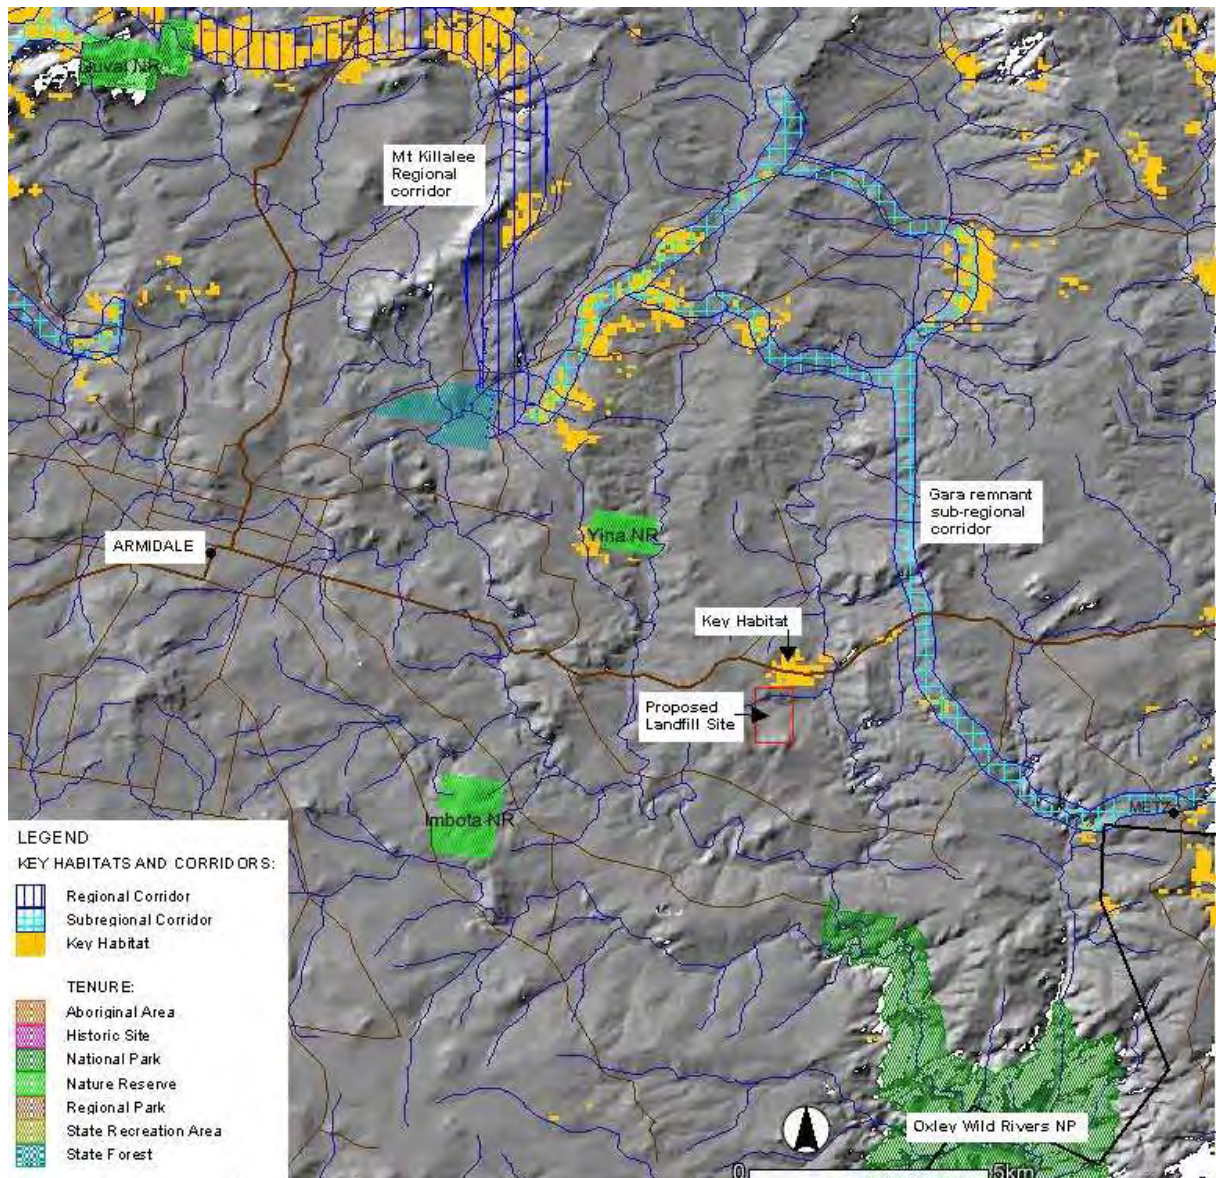 Duval NR
Mt Killalee
Regional
corridor
Gara remnant
sub-regional
corridor
ARMIDALE
Yina NR
Key Habitat
Proposed
Landfill Site
METZ
Imbota NR
LEGEND
KEY HABITATS AND CORRIDORS:
Regional Corridor
Subregional Corridor
Key Habitat
TENURE:
Aboriginal Area
Historic Site
National Park
Nature Reserve
Regional Park
State Recreation Area
State Forest
Oxley Wild Rivers NP
0 5km